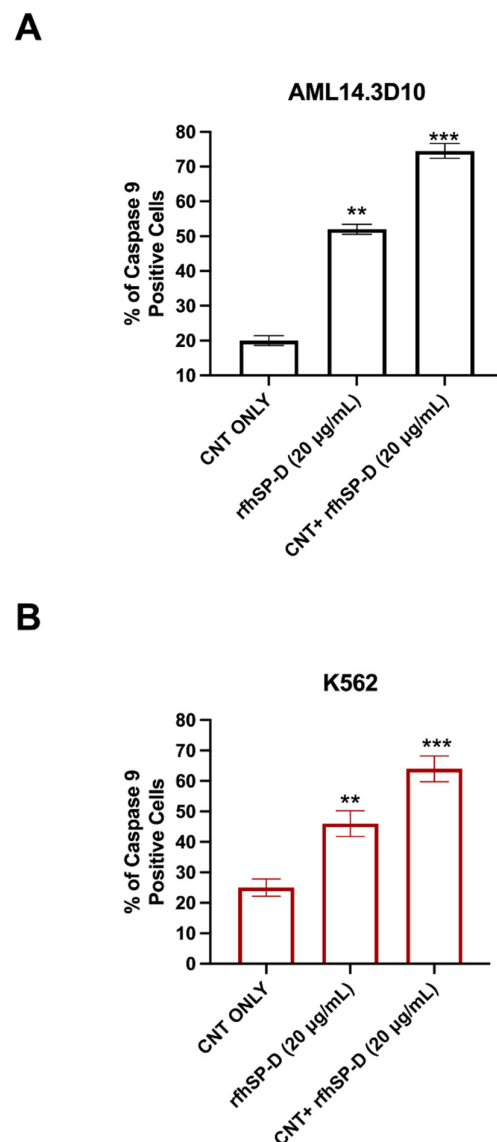 A
AML14.3D10
% of Caspase 9
Positive Cells
80
70
60
50
40
30
20
10
**
***
CNT ONLY
rfhSP-D (20 µg/mL)
CNT+ rfhSP-D (20 µg/mL)
B
K562
% of Caspase 9
Positive Cells
80
70
60
50
40
30
20
10
0
**
***
CNT ONLY
rfhSP-D (20 µg/mL)
CNT+ rfhSP-D (20 µg/mL)